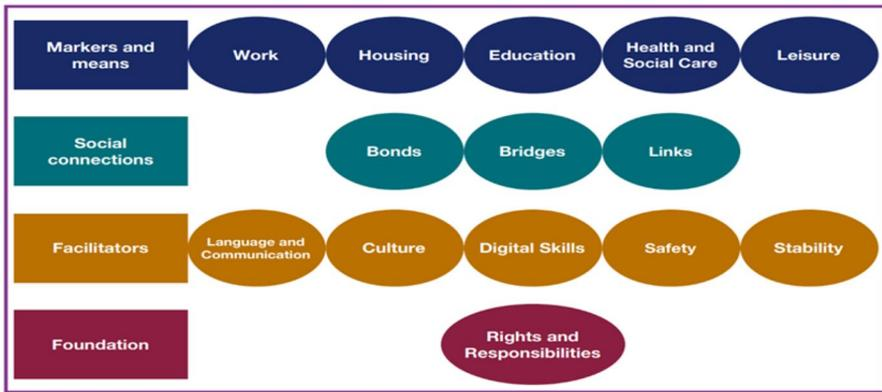 Markers and
means
Work
Housing
Education
Health and
Social Care
Leisure
Social
connections
Bonds
Bridges
Links
Facilitators
Language and
Communication
Culture
Digital Skills
Safety
Stability
Foundation
Rights and
Responsibilities